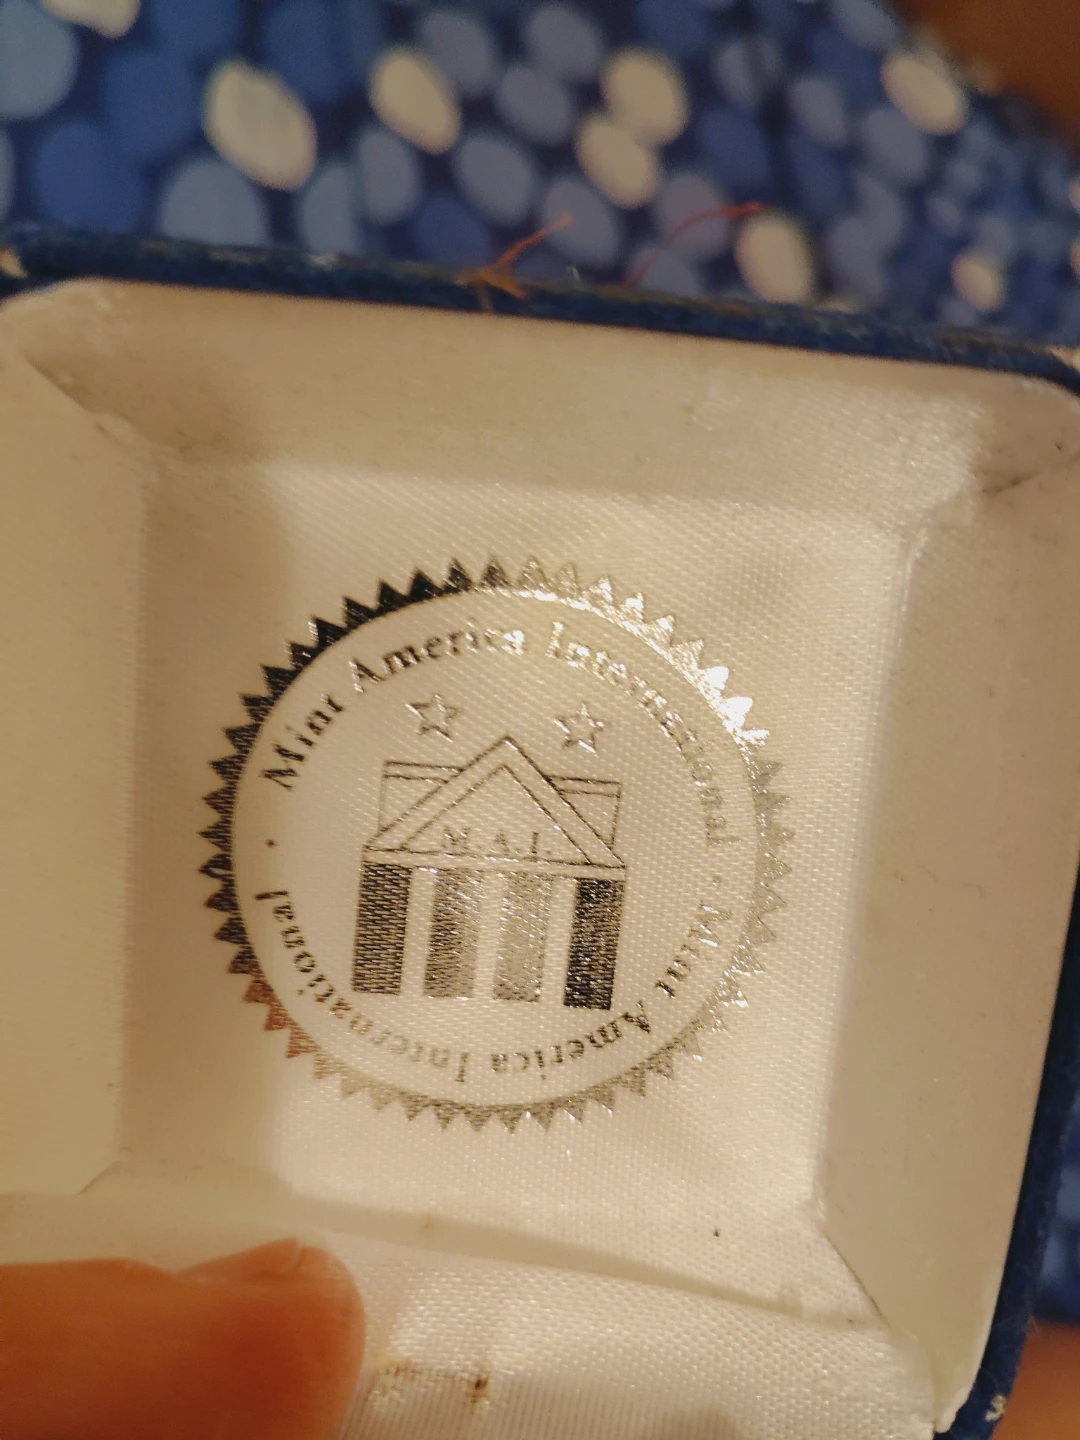 Mint America International · Mint America International ·
M.A.I.